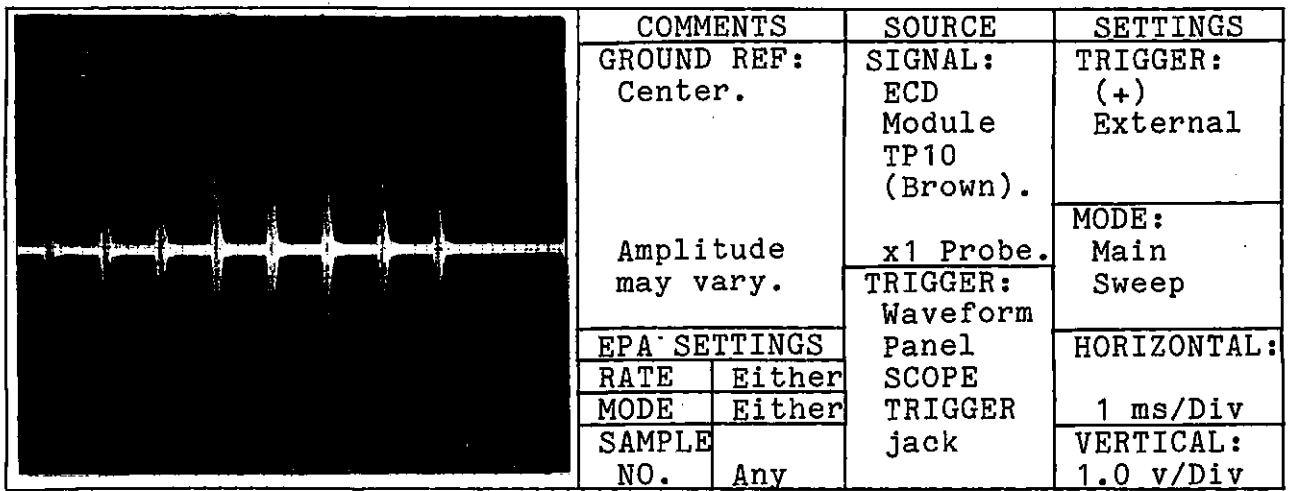 COMMENTS
GROUND REF:
Center.
Amplitude
may vary.
EPA SETTINGS
RATE Either
MODE Either
SAMPLE
NO. Any
SOURCE
SIGNAL:
ECD
Module
TP10
(Brown).
x1 Probe.
TRIGGER:
Waveform
Panel
SCOPE
TRIGGER
jack
SETTINGS
TRIGGER:
(+)
External
MODE:
Main
Sweep
HORIZONTAL:
1 ms/Div
VERTICAL:
1.0 v/Div